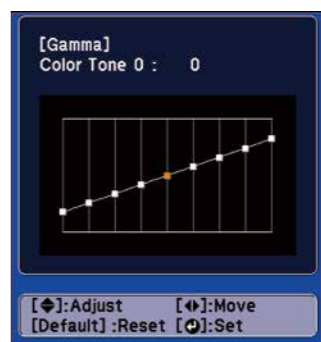 [Gamma]
Color Tone 0 : 0
[◆]:Adjust [◆]:Move
[Default] :Reset [↵]:Set